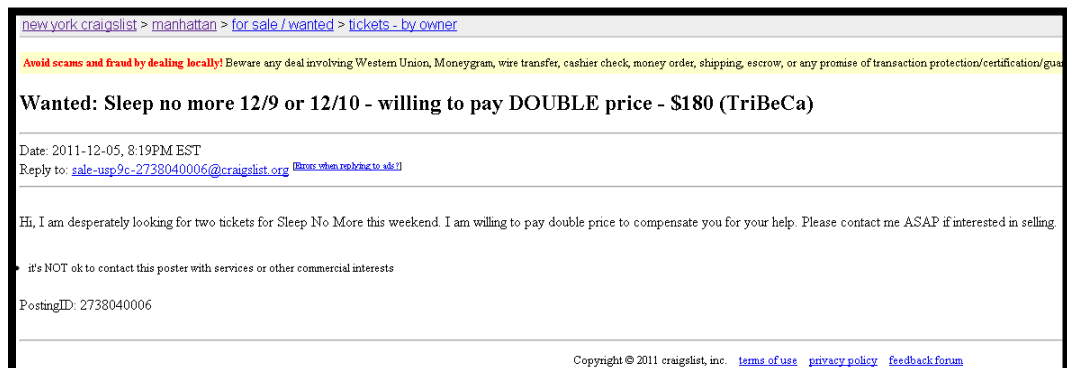 new york craigslist > manhattan > for sale / wanted > tickets - by owner
Avoid scams and fraud by dealing locally! Beware any deal involving Western Union, Moneygram, wire transfer, cashier check, money order, shipping, escrow, or any promise of transaction protection/certification/gua
Wanted: Sleep no more 12/9 or 12/10 - willing to pay DOUBLE price - $180 (TriBeCa)
Date: 2011-12-05, 8:19PM EST
Reply to: sale-usp9c-2738040006@craigslist.org [Errors when replying to ads?]
Hi, I am desperately looking for two tickets for Sleep No More this weekend. I am willing to pay double price to compensate you for your help. Please contact me ASAP if interested in selling.
• it's NOT ok to contact this poster with services or other commercial interests
PostingID: 2738040006
Copyright © 2011 craigslist, inc. terms of use privacy policy feedback forum